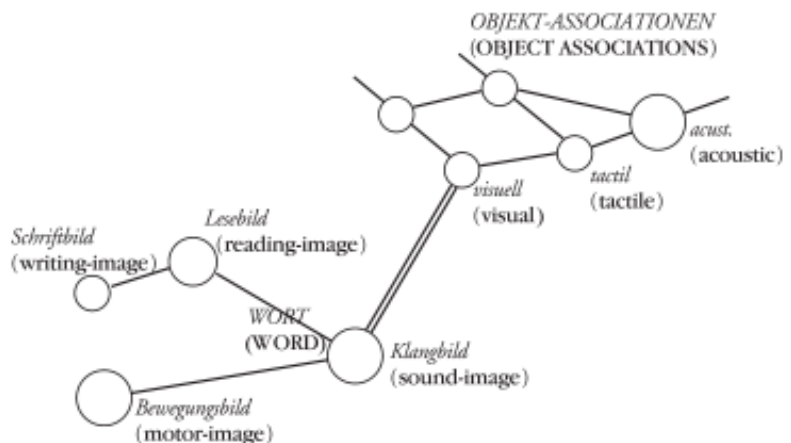 OBJEKT-ASSOCIATIONEN
(OBJECT ASSOCIATIONS)
acust.
(acoustic)
tactil
(tactile)
visuell
(visual)
Lesebild
(reading-image)
Schriftbild
(writing-image)
WORT
(WORD)
Klangbild
(sound-image)
Bewegungsbild
(motor-image)